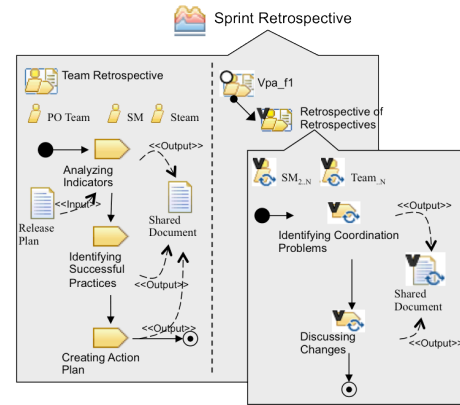 Sprint Retrospective
Team Retrospective
PO Team
SM
Steam
<<Output>>
Analyzing
Indicators
<<Input>>
Release
Plan
Shared
Document
Identifying
Successful
Practices
<<Output>>
<<Output>>
Creating Action
Plan
Vpa_f1
Retrospective of
Retrospectives
SM2..N
Team..N
<<Output>>
Identifying Coordination
Problems
Shared
Document
Discussing
Changes
<<Output>>